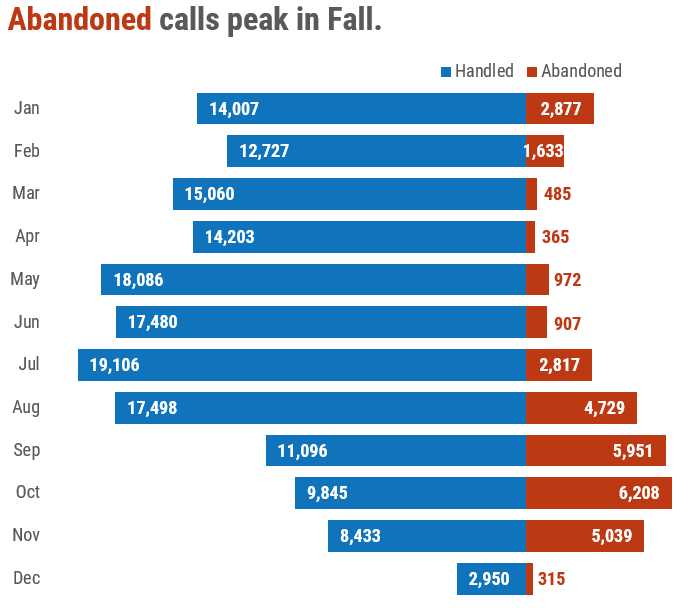 Abandoned calls peak in Fall.
Handled Abandoned
Jan 14,007 2,877
Feb 12,727 1,633
Mar 15,060 485
Apr 14,203 365
May 18,086 972
Jun 17,480 907
Jul 19,106 2,817
Aug 17,498 4,729
Sep 11,096 5,951
Oct 9,845 6,208
Nov 8,433 5,039
Dec 2,950 315